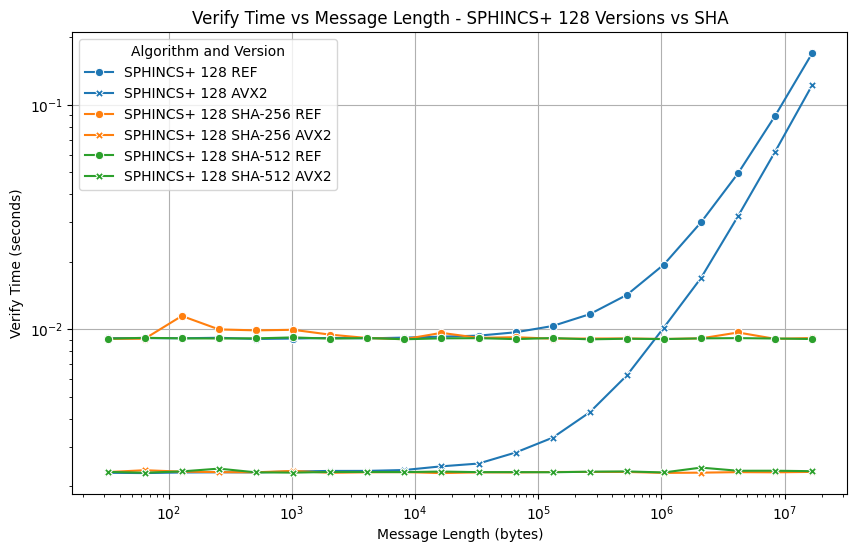 Verify Time vs Message Length - SPHINCS+ 128 Versions vs SHA
Algorithm and Version
SPHINCS+ 128 REF
SPHINCS+ 128 AVX2
SPHINCS+ 128 SHA-256 REF
SPHINCS+ 128 SHA-256 AVX2
SPHINCS+ 128 SHA-512 REF
SPHINCS+ 128 SHA-512 AVX2
Verify Time (seconds)
10⁻¹
10⁻²
10² 10³ 10⁴ 10⁵ 10⁶ 10⁷
Message Length (bytes)